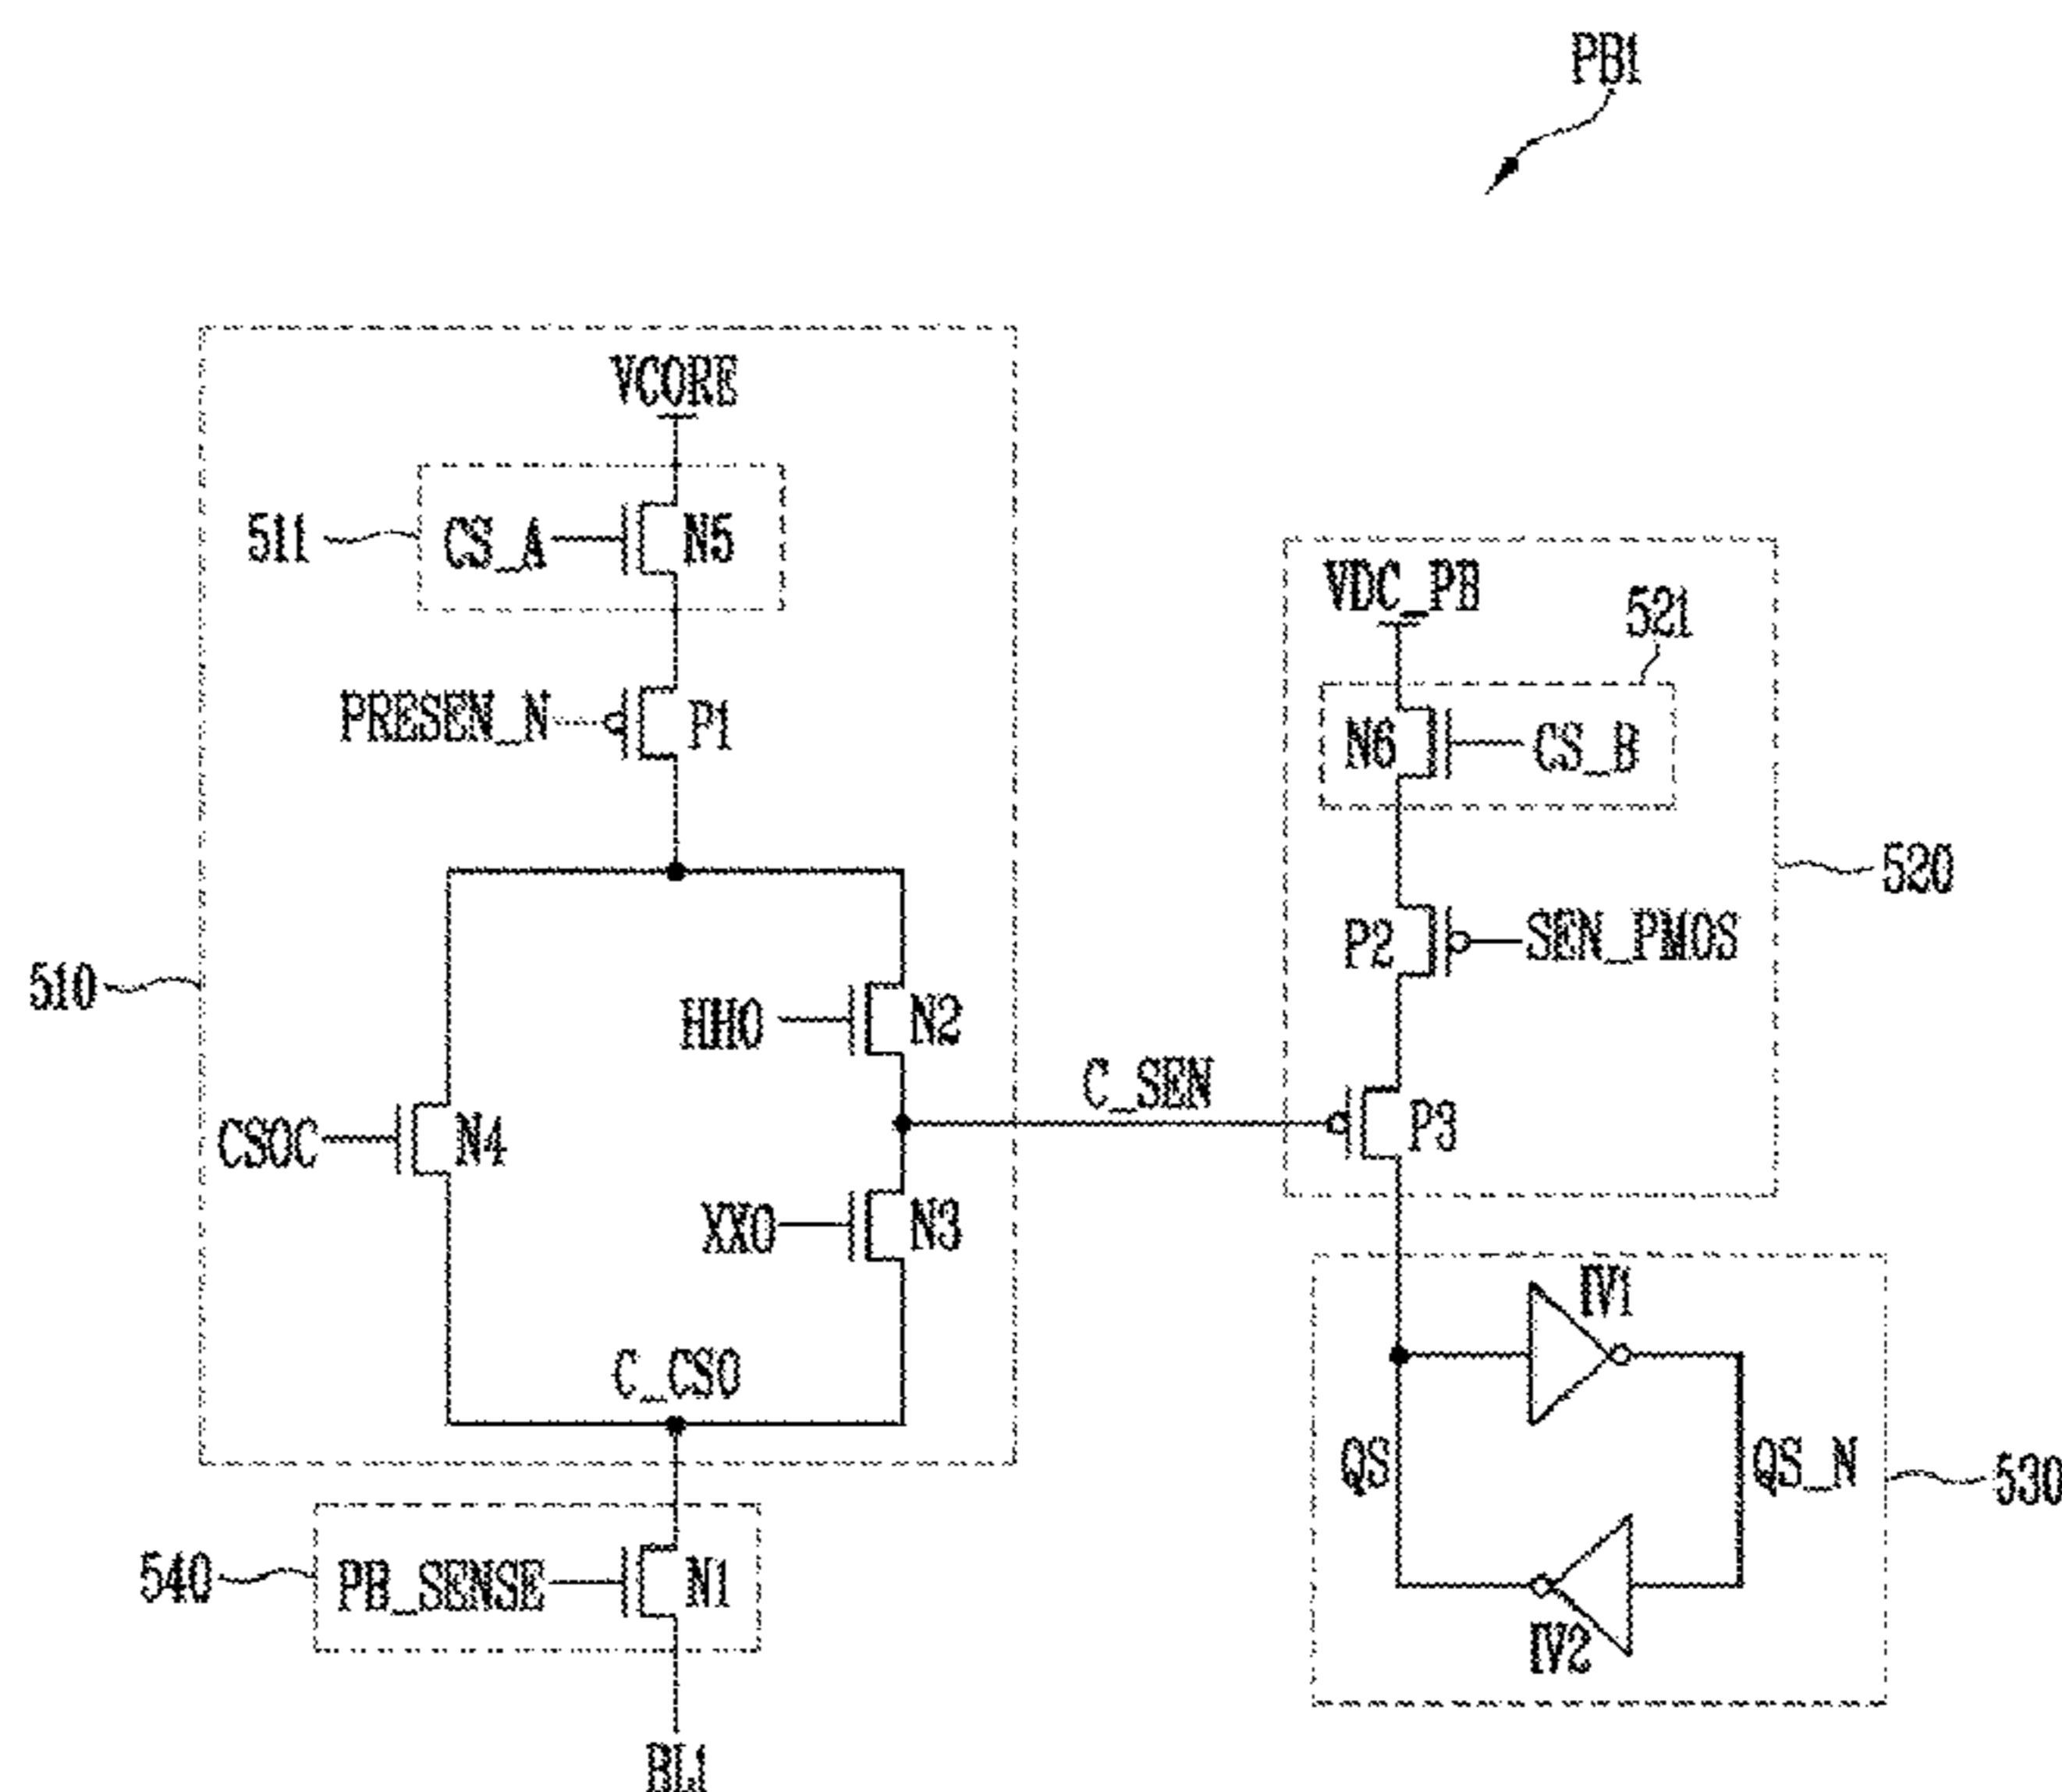 PB1
VCORE
511
CS_A
N5
VDC_PB
521
PRESEN_N
P1
N6
CS_B
520
P2
SEN_PMOS
510
HHO
N2
C_SEN
P3
CSOC
N4
XXO
N3
IV1
C_CSO
QS
QS_N
530
540
PB_SENSE
N1
IV2
BL1